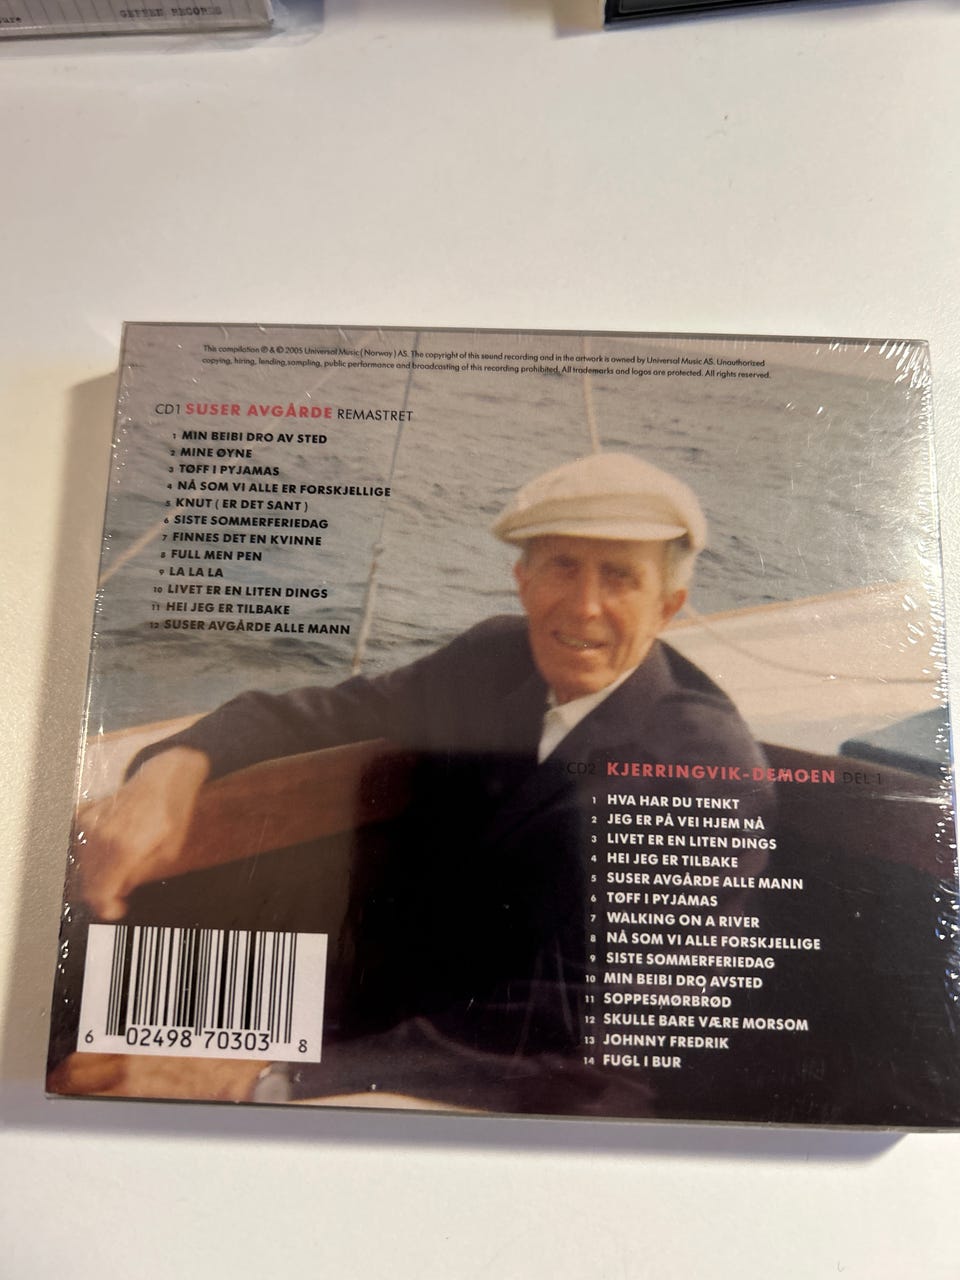 GEFFEN RECORDS
This compilation ℗ & © 2005 Universal Music ( Norway ) AS. The copyright of this sound recording and in the artwork is owned by Universal Music AS. Unauthorized
copying, hiring, lending,sampling, public performance and broadcasting of this recording prohibited. All trademarks and logos are protected. All rights reserved.
CD1 SUSER AVGÅRDE REMASTRET
1 MIN BEIBI DRO AV STED
2 MINE ØYNE
3 TØFF I PYJAMAS
4 NÅ SOM VI ALLE ER FORSKJELLIGE
5 KNUT ( ER DET SANT )
6 SISTE SOMMERFERIEDAG
7 FINNES DET EN KVINNE
8 FULL MEN PEN
9 LA LA LA
10 LIVET ER EN LITEN DINGS
11 HEI JEG ER TILBAKE
12 SUSER AVGÅRDE ALLE MANN
CD2 KJERRINGVIK-DEMOEN DEL 1
1 HVA HAR DU TENKT
2 JEG ER PÅ VEI HJEM NÅ
3 LIVET ER EN LITEN DINGS
4 HEI JEG ER TILBAKE
5 SUSER AVGÅRDE ALLE MANN
6 TØFF I PYJAMAS
7 WALKING ON A RIVER
8 NÅ SOM VI ALLE FORSKJELLIGE
9 SISTE SOMMERFERIEDAG
10 MIN BEIBI DRO AVSTED
11 SOPPESMØRBRØD
12 SKULLE BARE VÆRE MORSOM
13 JOHNNY FREDRIK
14 FUGL I BUR
6 02498 70303 8